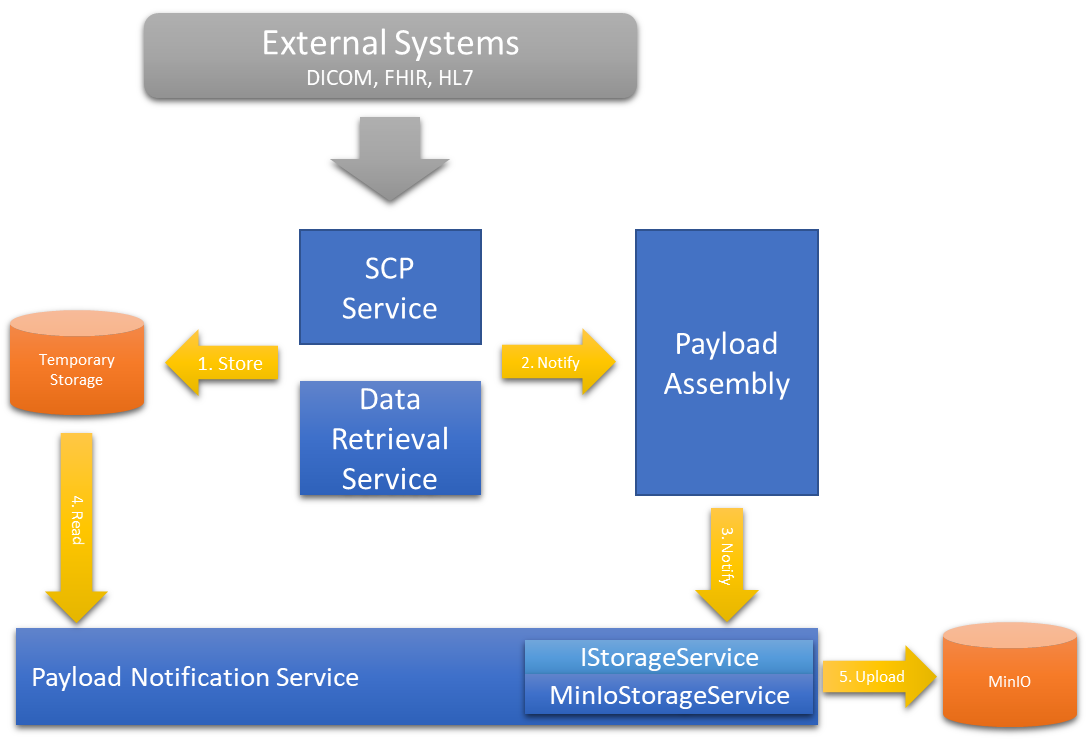 External Systems
DICOM, FHIR, HL7
SCP
Service
Temporary
Storage
1. Store
2. Notify
Payload
Assembly
Data
Retrieval
Service
4. Read
3. Notify
Payload Notification Service
IStorageService
MinIoStorageService
5. Upload
MinIO